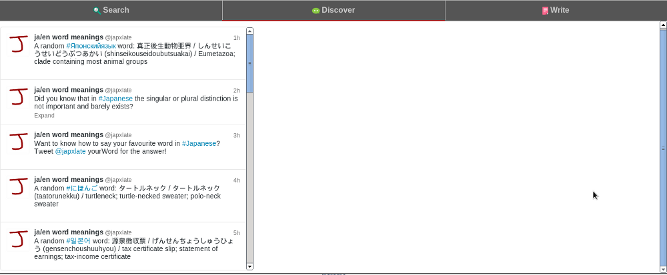 Search
Discover
Write
ja/en word meanings @japxlate 1h
A random #Японскийязык word: 真正後生動物亜界 / しんせいこ
うせいどうぶつあかい (shinseikouseidoubutsuakai) / Eumetazoa;
clade containing most animal groups
ja/en word meanings @japxlate 2h
Did you know that in #Japanese the singular or plural distinction is
not important and barely exists?
Expand
ja/en word meanings @japxlate 3h
Want to know how to say your favourite word in #Japanese?
Tweet @japxlate yourWord for the answer!
ja/en word meanings @japxlate 4h
A random #にほんご word: タートルネック / タートルネック
(taatorunekku) / turtleneck; turtle-necked sweater; polo-neck
sweater
ja/en word meanings @japxlate 5h
A random #일본어 word: 源泉徴収票 / げんせんちょうしゅうひょ
う (gensenchoushuuhyou) / tax certificate slip; statement of
earnings; tax-income certificate